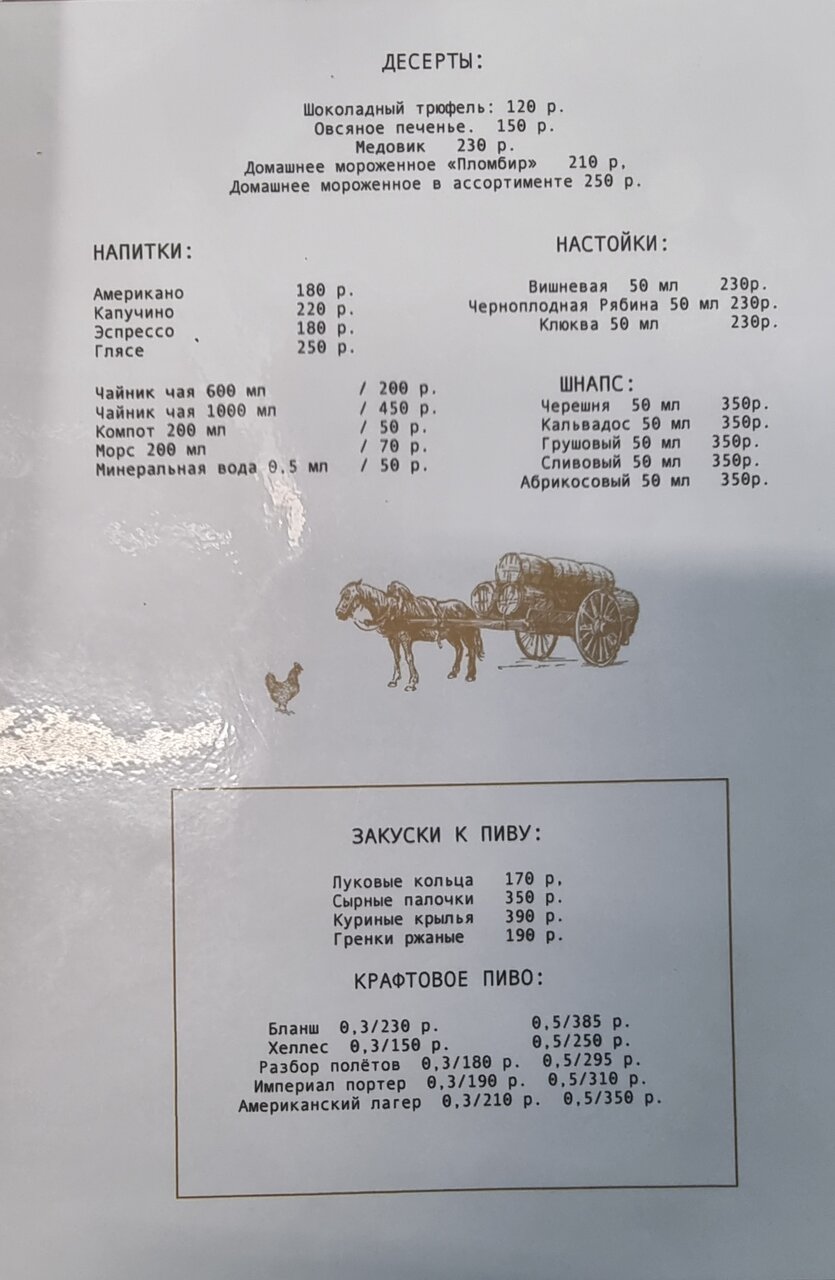 ДЕСЕРТЫ:
Шоколадный трюфель: 120 р.
Овсяное печенье. 150 р.
Медовик 230 р.
Домашнее мороженное «Пломбир» 210 р,
Домашнее мороженное в ассортименте 250 р.
НАПИТКИ:
Американо 180 р.
Капучино 220 р.
Эспрессо 180 р.
Глясе 250 р.
Чайник чая 600 мл / 200 р.
Чайник чая 1000 мл / 450 р.
Компот 200 мл / 50 р.
Морс 200 мл / 70 р.
Минеральная вода 0,5 мл / 50 р.
НАСТОЙКИ:
Вишневая 50 мл 230р.
Черноплодная Рябина 50 мл 230р.
Клюква 50 мл 230р.
ШНАПС:
Черешня 50 мл 350р.
Кальвадос 50 мл 350р.
Грушовый 50 мл 350р.
Сливовый 50 мл 350р.
Абрикосовый 50 мл 350р.
ЗАКУСКИ К ПИВУ:
Луковые кольца 170 р,
Сырные палочки 350 р.
Куриные крылья 390 р.
Гренки ржаные 190 р.
КРАФТОВОЕ ПИВО:
Бланш 0,3/230 р. 0,5/385 р.
Хеллес 0,3/150 р. 0,5/250 р.
Разбор полётов 0,3/180 р. 0,5/295 р.
Империал портер 0,3/190 р. 0,5/310 р.
Американский лагер 0,3/210 р. 0,5/350 р.